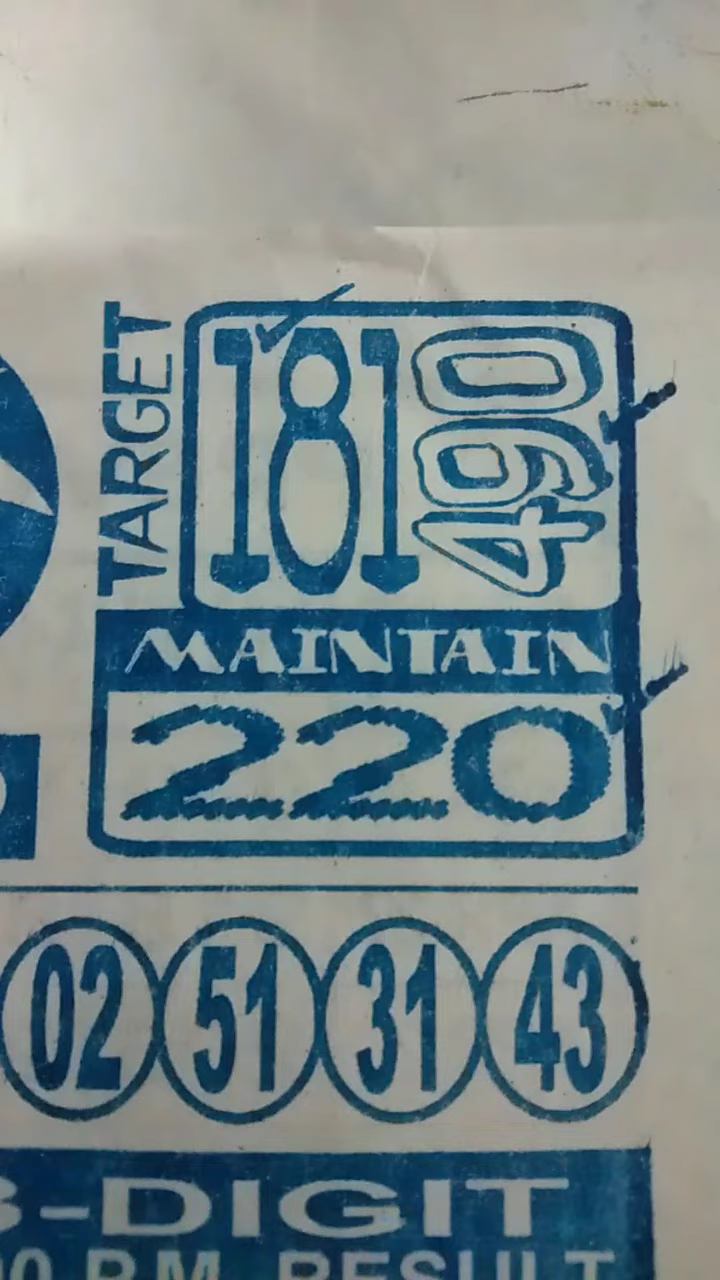 TARGET
181
490
MAINTAIN
220
02 51 31 43
-DIGIT
P.M. RESULT